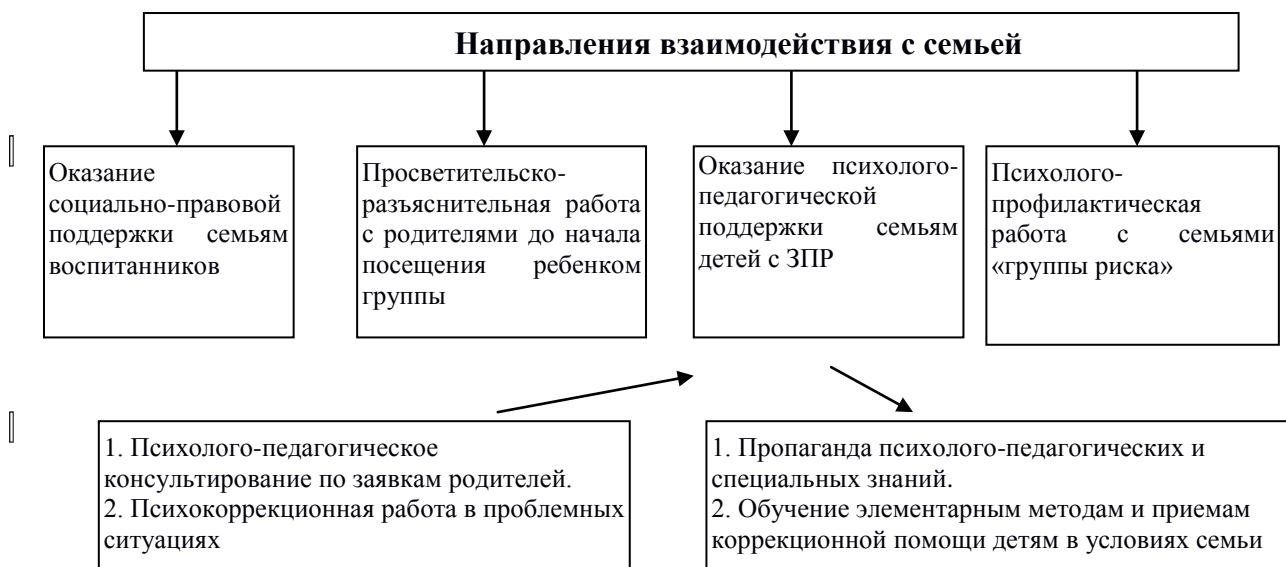 Направления взаимодействия с семьей
Оказание
социально-правовой
поддержки семьям
воспитанников
Просветительско-
разъяснительная работа
с родителями до начала
посещения ребенком
группы
Оказание психолого-
педагогической
поддержки семьям
детей с ЗПР
Психолого-
профилактическая
работа с семьями
«группы риска»
1. Психолого-педагогическое
консультирование по заявкам родителей.
2. Психокоррекционная работа в проблемных
ситуациях
1. Пропаганда психолого-педагогических и
специальных знаний.
2. Обучение элементарным методам и приемам
коррекционной помощи детям в условиях семьи